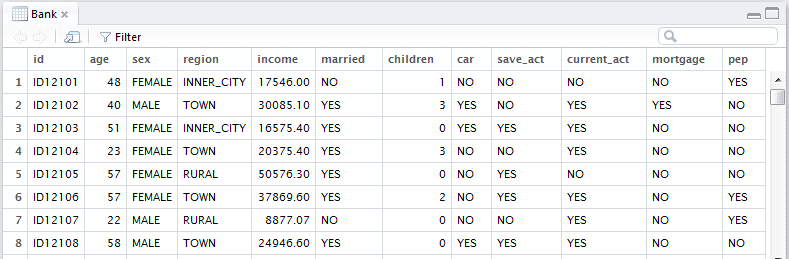 Bank
Filter
id age sex region income married children car save_act current_act mortgage pep
1 ID12101 48 FEMALE INNER_CITY 17546.00 NO 1 NO NO NO NO YES
2 ID12102 40 MALE TOWN 30085.10 YES 3 YES NO YES YES NO
3 ID12103 51 FEMALE INNER_CITY 16575.40 YES 0 YES YES YES NO NO
4 ID12104 23 FEMALE TOWN 20375.40 YES 3 NO NO YES NO NO
5 ID12105 57 FEMALE RURAL 50576.30 YES 0 NO YES NO NO NO
6 ID12106 57 FEMALE TOWN 37869.60 YES 2 NO YES YES NO YES
7 ID12107 22 MALE RURAL 8877.07 NO 0 NO NO YES NO YES
8 ID12108 58 MALE TOWN 24946.60 YES 0 YES YES YES NO NO